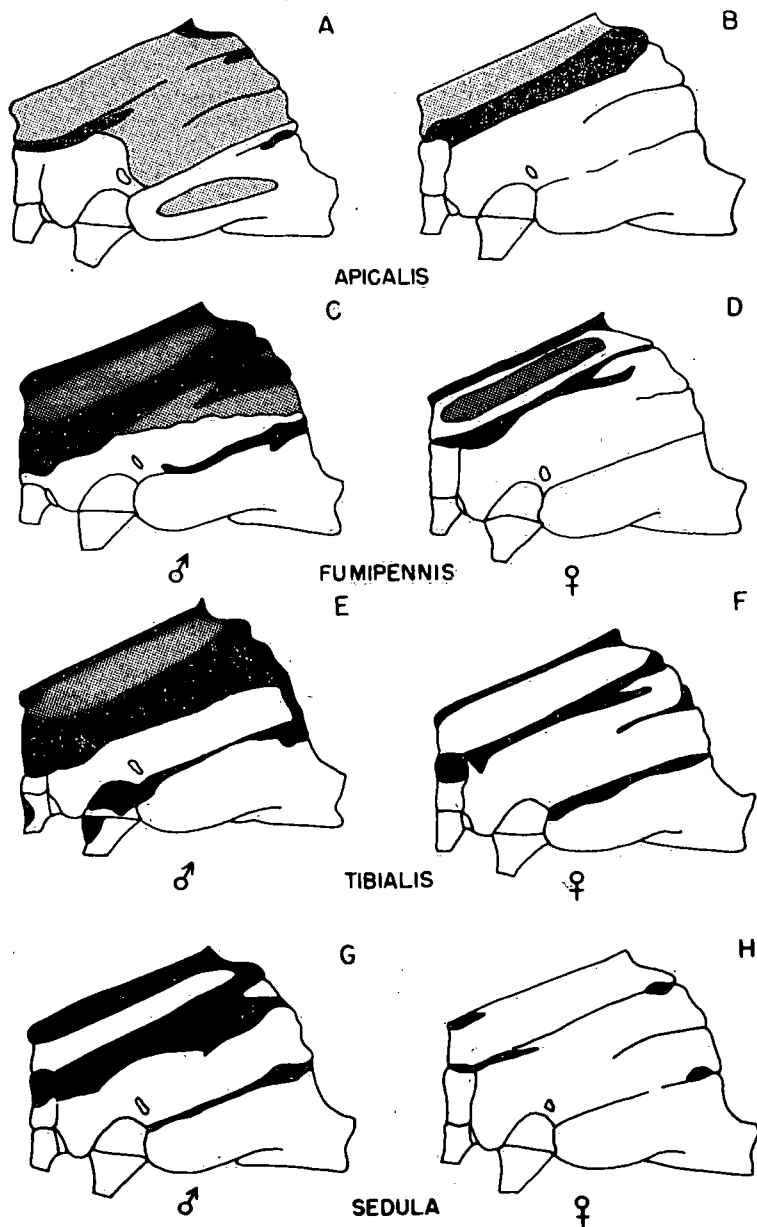 A B
APICALIS
C D
♂ FUMIPENNIS ♀
E F
♂ TIBIALIS ♀
G H
♂ SEDULA ♀